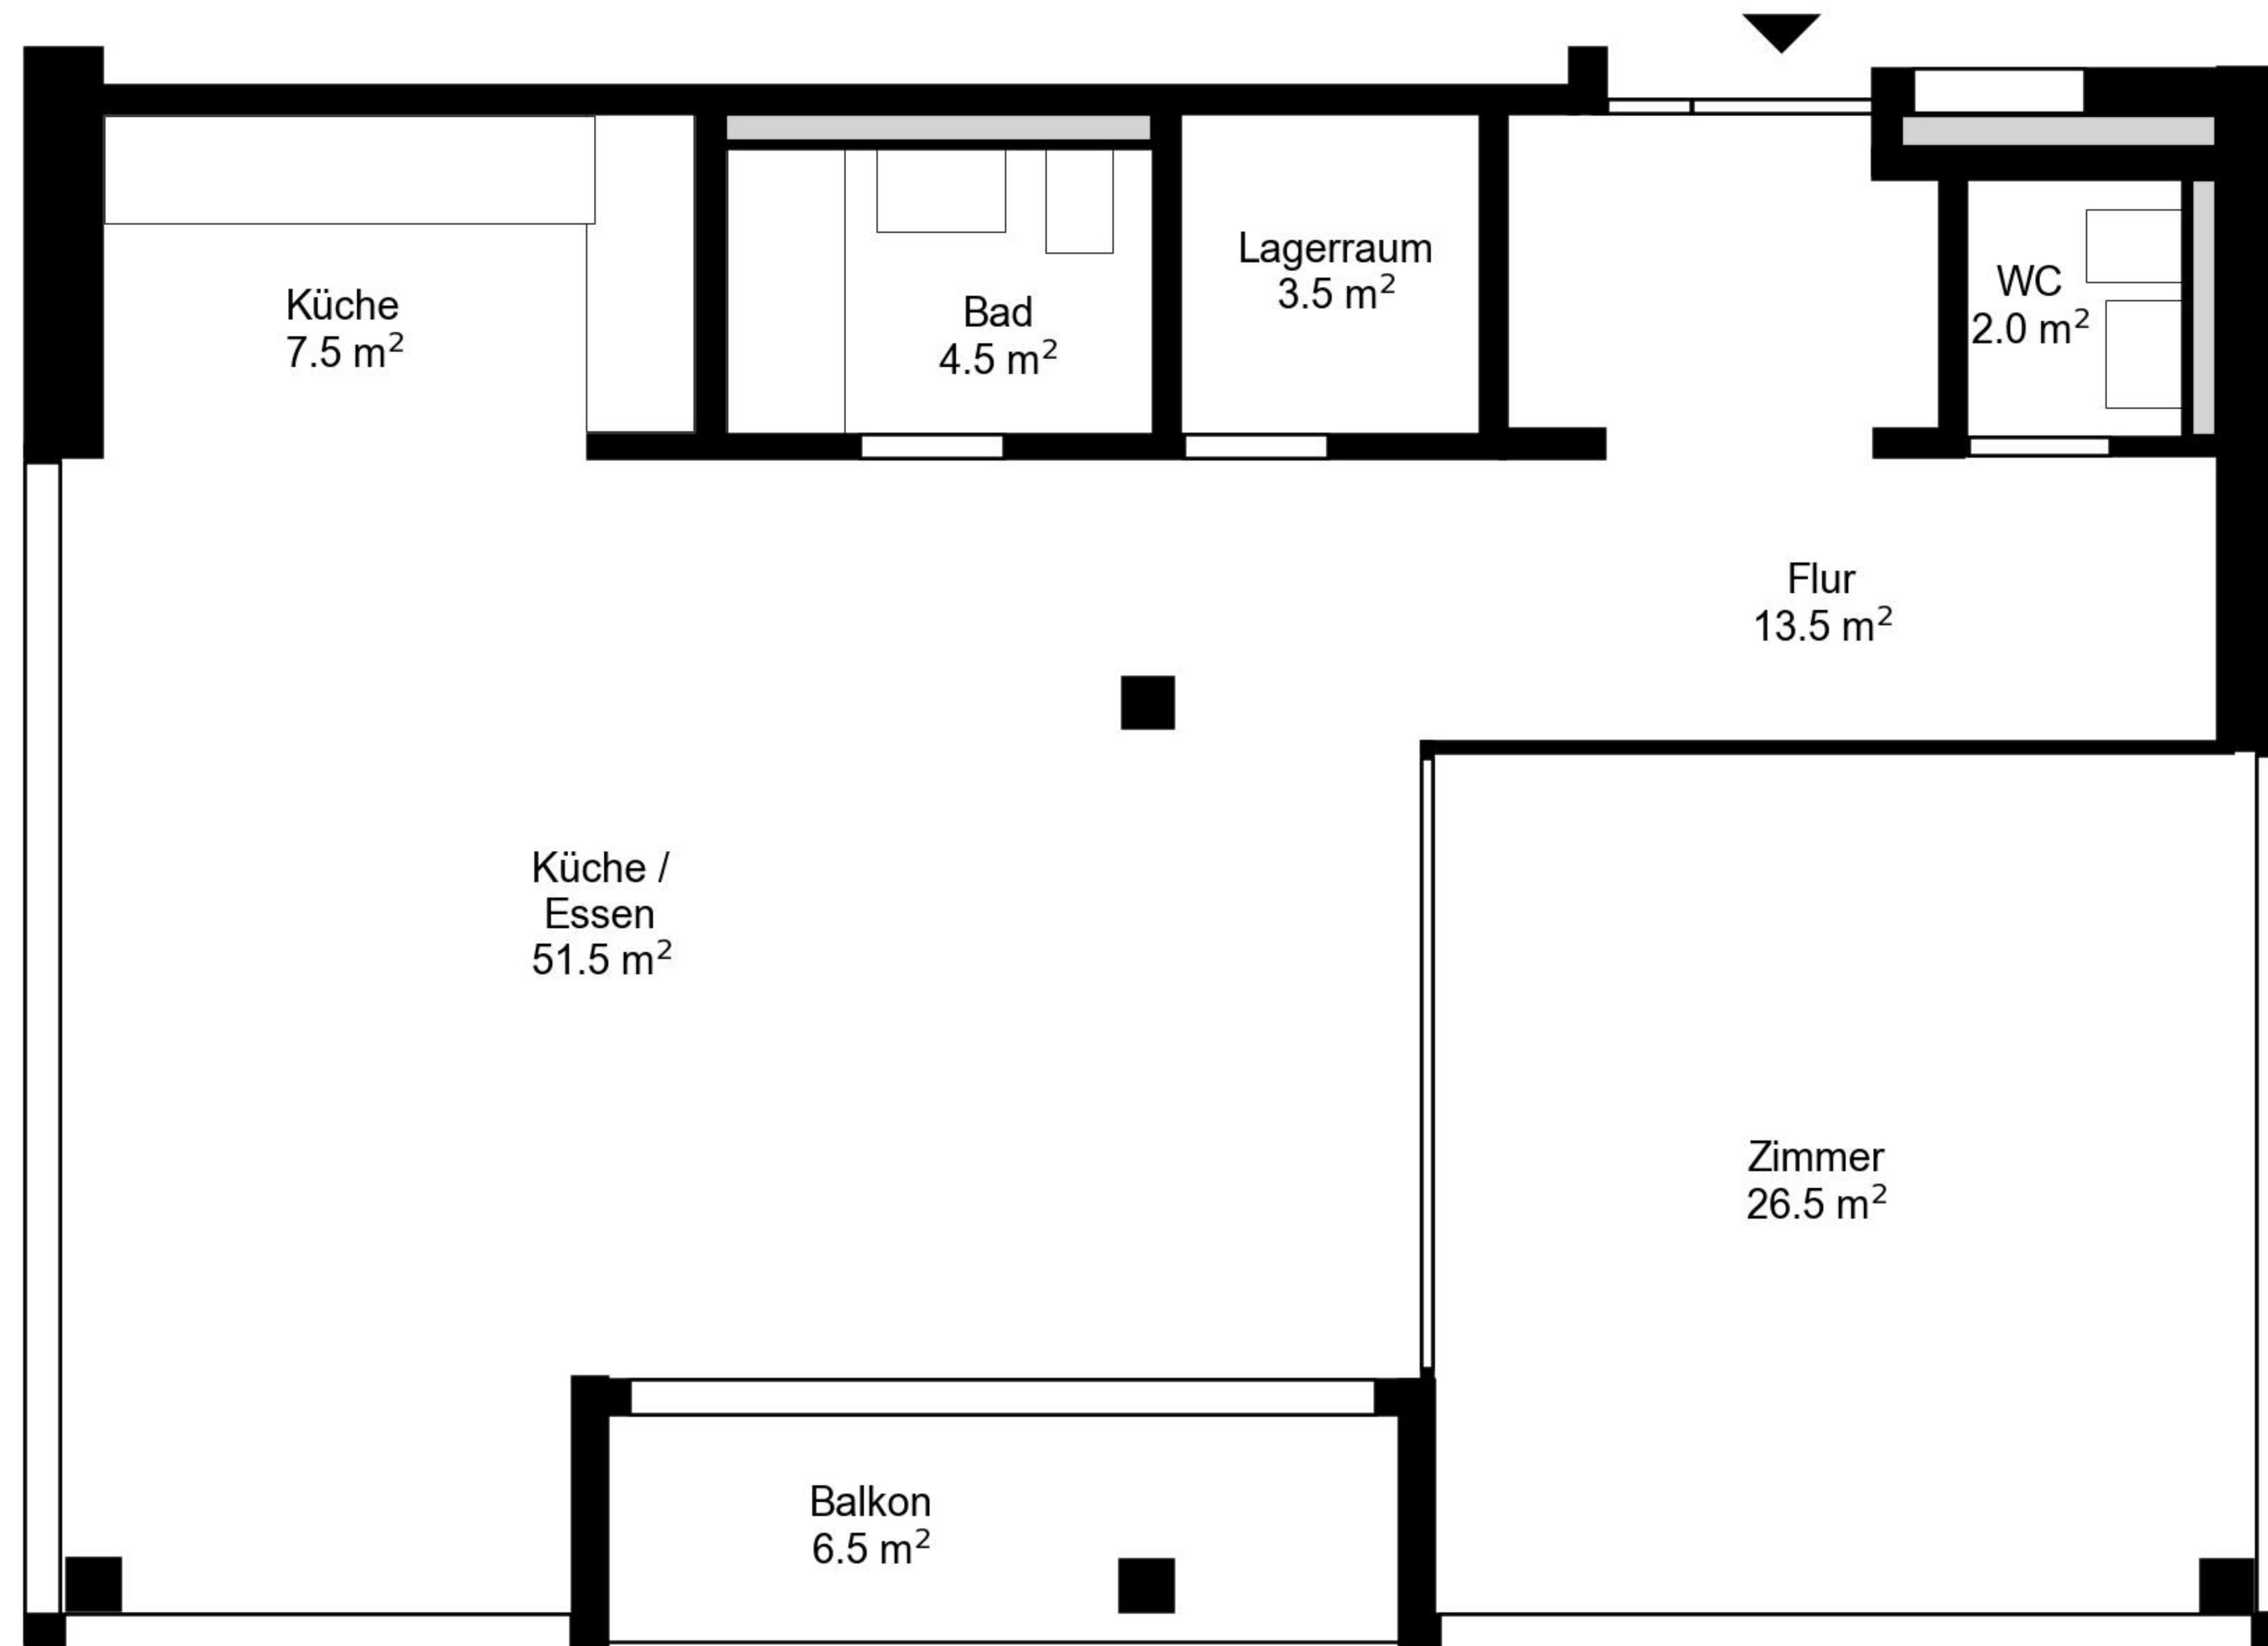 Küche
7.5 m²
Bad
4.5 m²
Lagerraum
3.5 m²
WC
2.0 m²
Flur
13.5 m²
Küche /
Essen
51.5 m²
Zimmer
26.5 m²
Balkon
6.5 m²